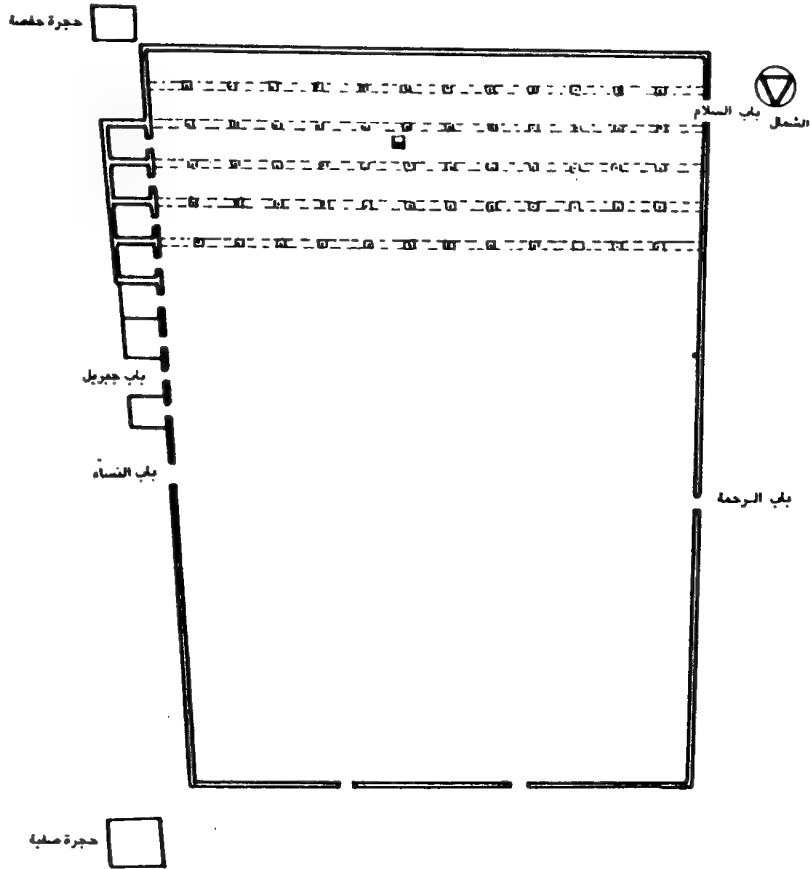 حجرة حفصة
باب السلام
الشمال
باب جبريل
باب النساء
باب الرحمة
حجرة صفية